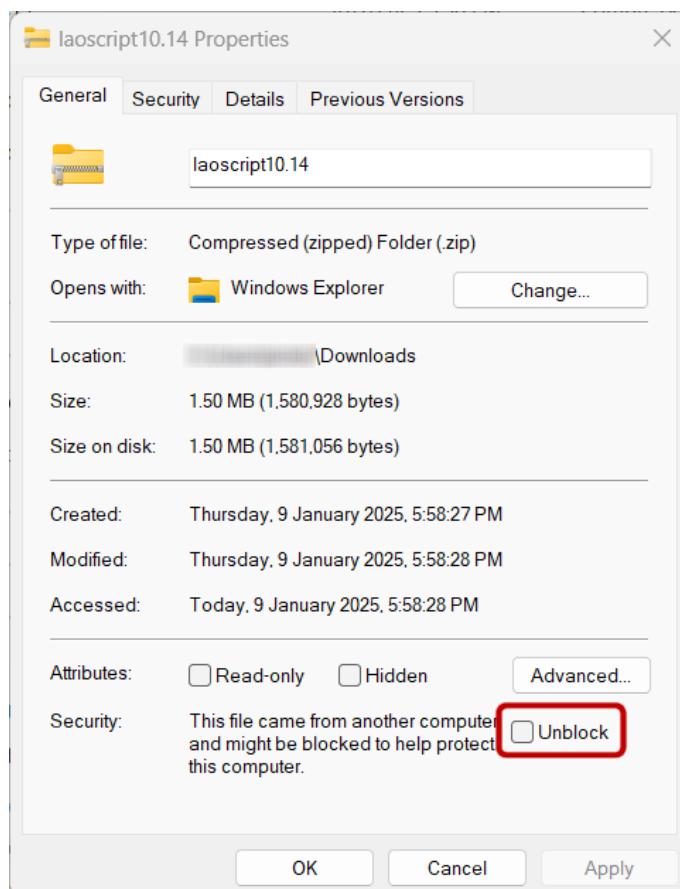 laoscript10.14 Properties
General Security Details Previous Versions
laoscript10.14
Type of file: Compressed (zipped) Folder (.zip)
Opens with: Windows Explorer Change...
Location: \Downloads
Size: 1.50 MB (1,580,928 bytes)
Size on disk: 1.50 MB (1,581,056 bytes)
Created: Thursday, 9 January 2025, 5:58:27 PM
Modified: Thursday, 9 January 2025, 5:58:28 PM
Accessed: Today, 9 January 2025, 5:58:28 PM
Attributes: Read-only Hidden Advanced...
Security: This file came from another computer
and might be blocked to help protect
this computer.
Unblock
OK Cancel Apply